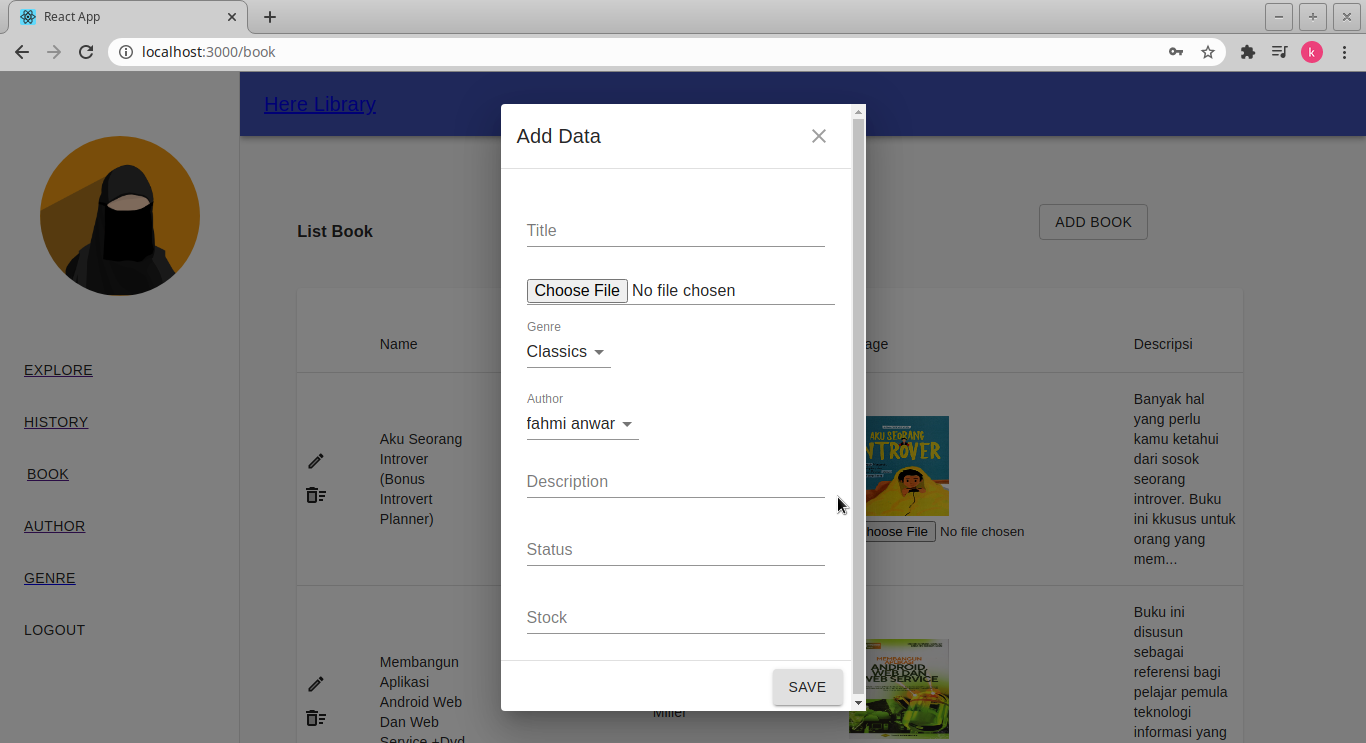 React App
localhost:3000/book
k
Here Library
Add Data
List Book
ADD BOOK
Title
Choose File No file chosen
Genre
Classics
Author
fahmi anwar
Description
Status
Stock
SAVE
EXPLORE
HISTORY
BOOK
AUTHOR
GENRE
LOGOUT
Name
Descripsi
Aku Seorang
Introver
(Bonus
Introvert
Planner)
AKU SEORANG
No file chosen
Banyak hal
yang perlu
kamu ketahui
dari sosok
seorang
introver. Buku
ini kkusus untuk
orang yang
mem...
Membangun
Aplikasi
Android Web
Dan Web
Service +Dvd
Miller
MEMBANGUN
APLIKASI
ANDROID,
WEB DAN
WEB SERVICE
Buku ini
disusun
sebagai
referensi bagi
pelajar pemula
teknologi
informasi yang